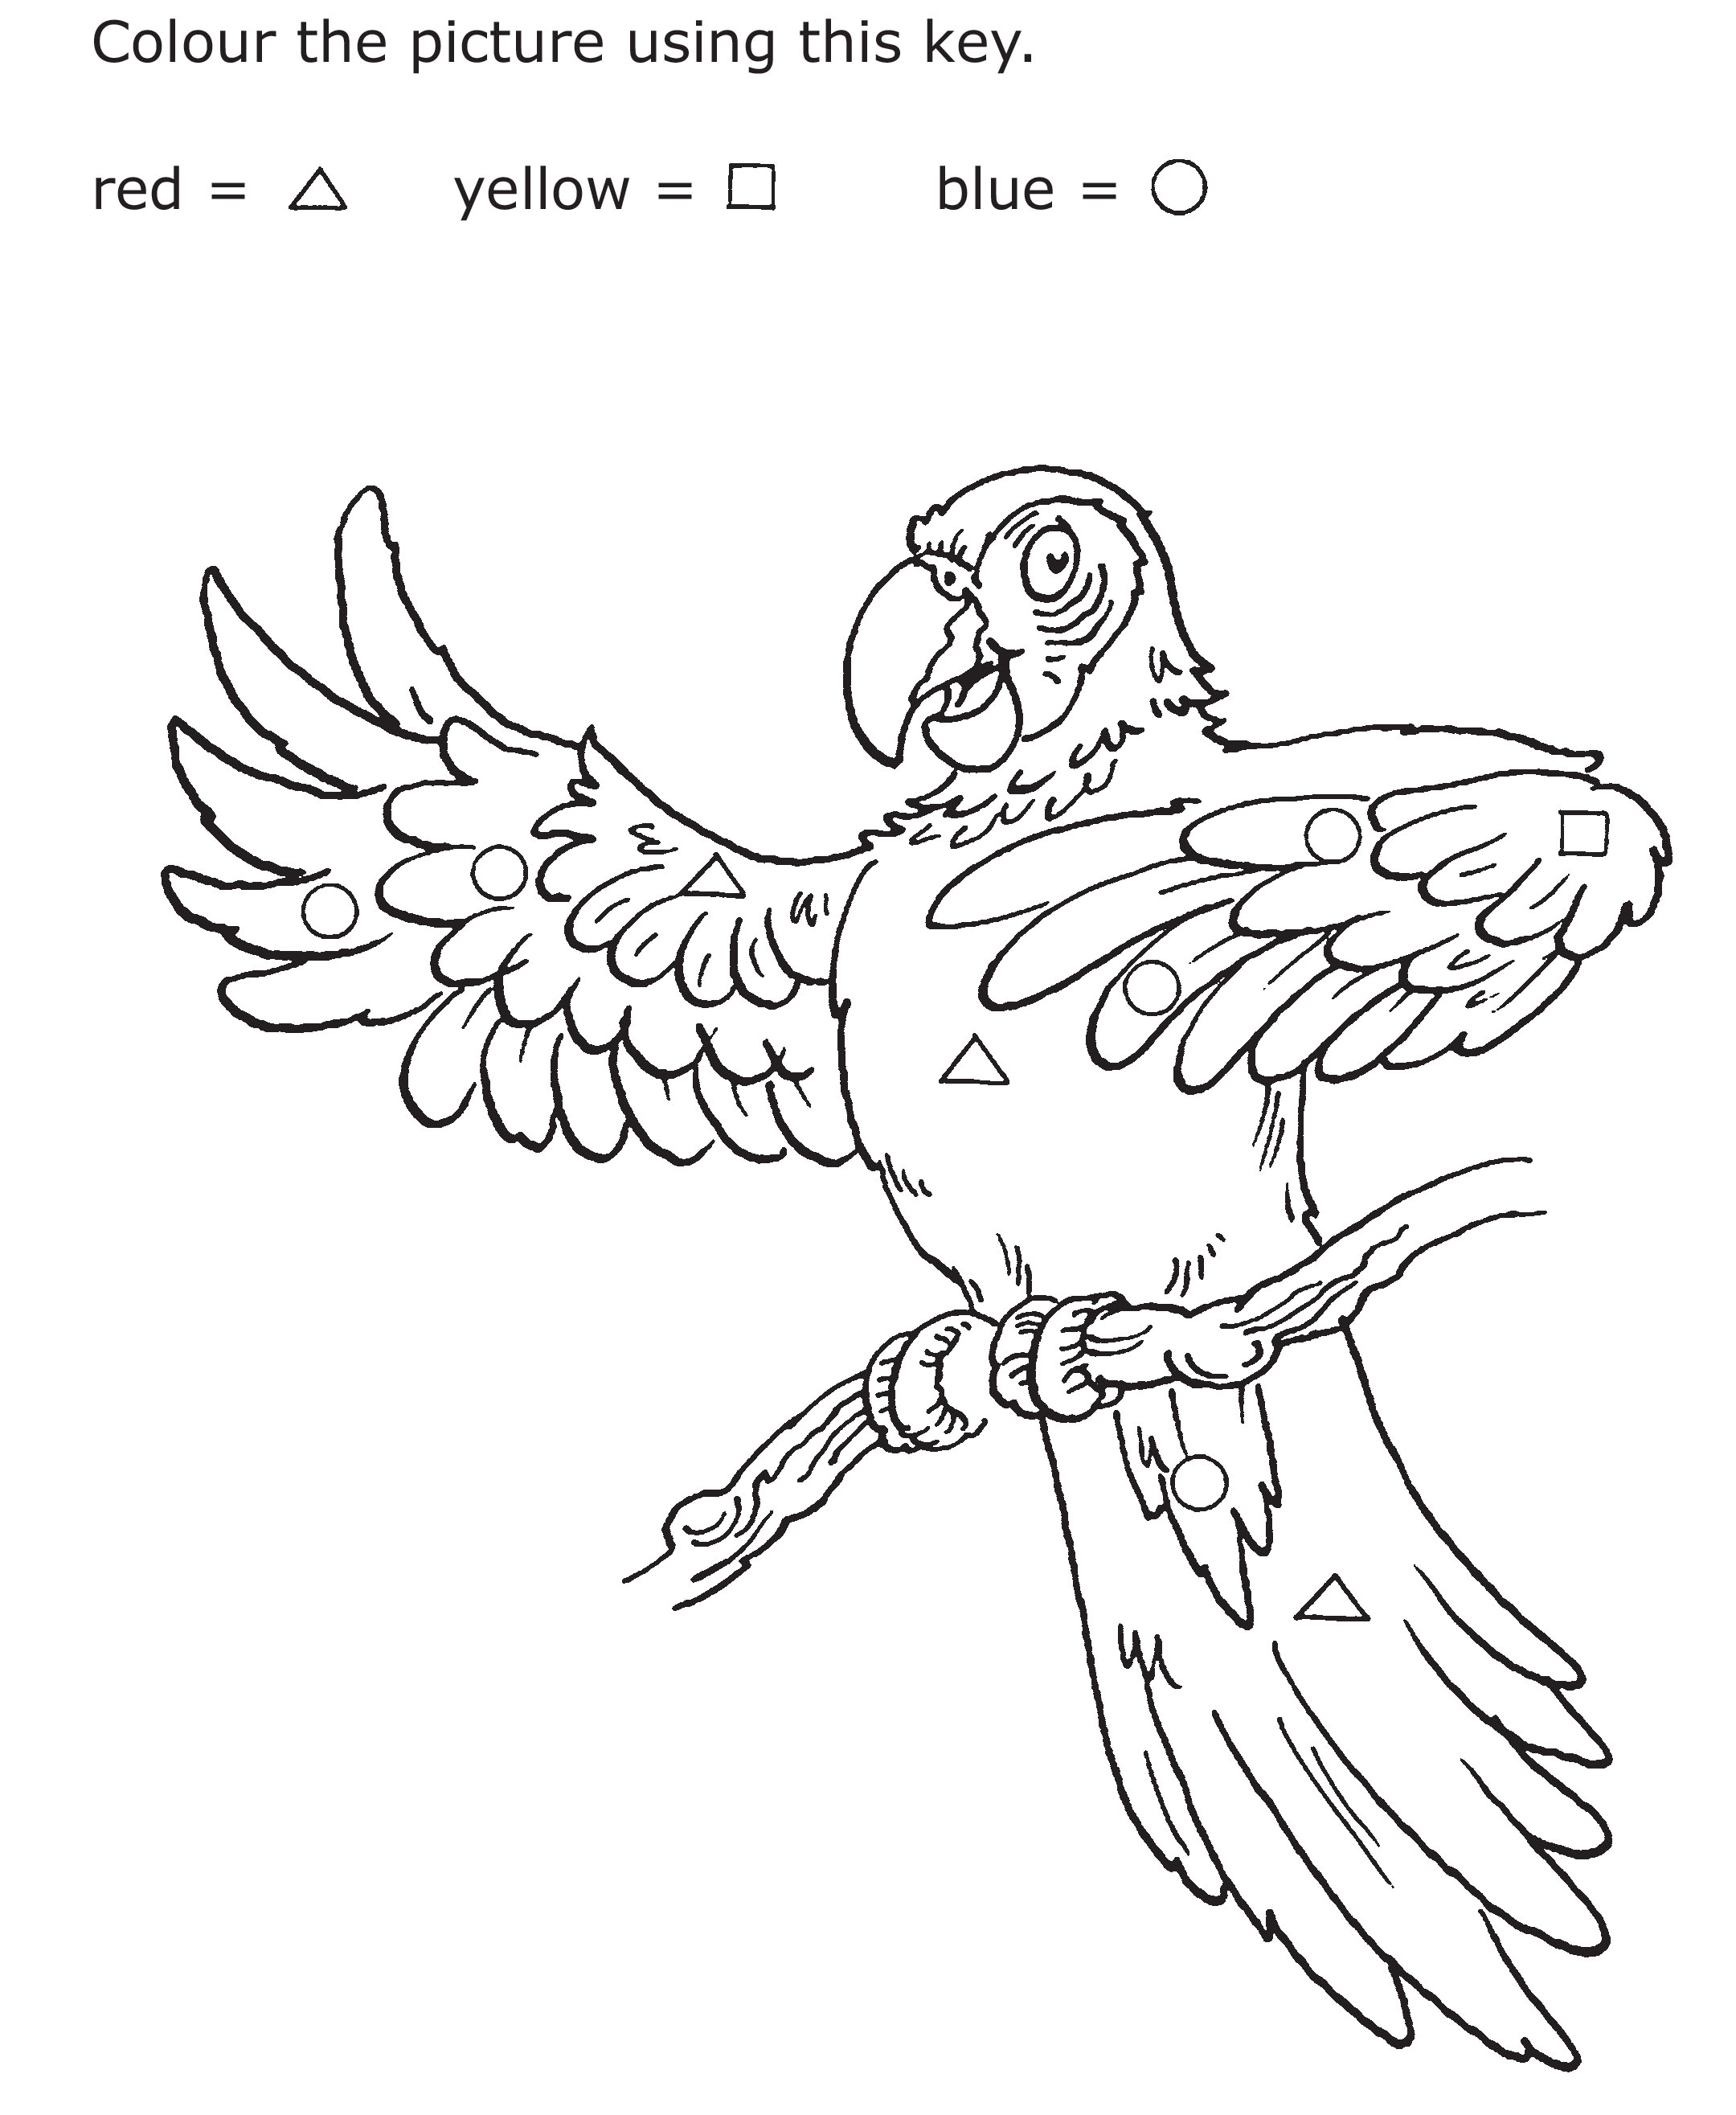 Colour the picture using this key.
red = △ yellow = □ blue = ○